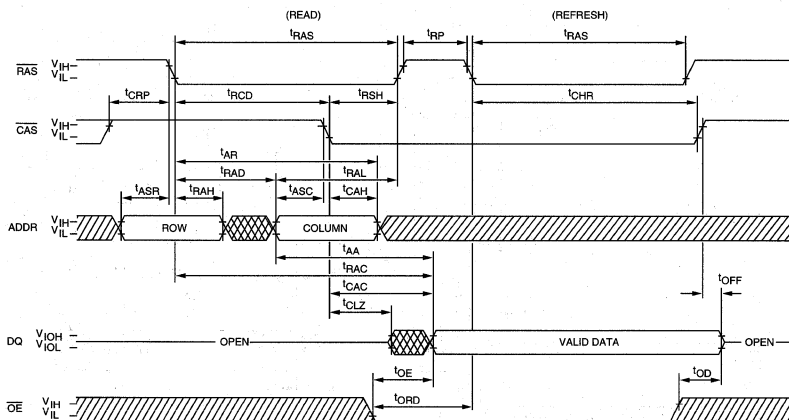 (READ) (REFRESH)
tRAS tRP tRAS
RAS VIH VIL
tCRP tRCD tRSH tCHR
CAS VIH VIL
tAR
tRAD tRAL
tASR tRAH tASC tCAH
ADDR VIH VIL ROW COLUMN
tAA
tRAC
tCAC tOFF
tCLZ
DQ VIOH VIOL OPEN VALID DATA OPEN
tOE tOD
tORD
OE VIH VIL